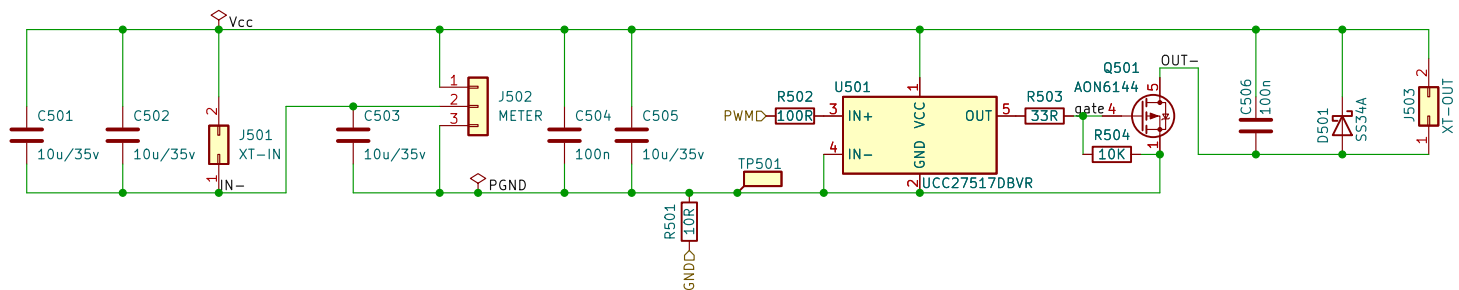 Vcc
C501
10u/35v
C502
10u/35v
2
J501
XT-IN
1
IN-
C503
10u/35v
1
2
3
J502
METER
PGND
C504
100n
C505
10u/35v
R501
10R
GND
TP501
PWM
R502
100R
U501
3
IN+
4
IN-
1
VCC
GND
2
OUT
5
UCC27517DBVR
R503
33R
gate
4
R504
10K
Q501
AON6144
5
1
OUT-
C506
100n
D501
SS34A
2
J503
XT-OUT
1